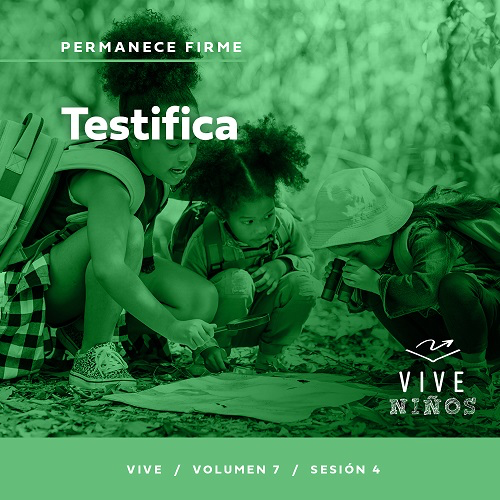 PERMANECE FIRME
Testifica
VIVE
NIÑOS
VIVE / VOLUMEN 7 / SESIÓN 4